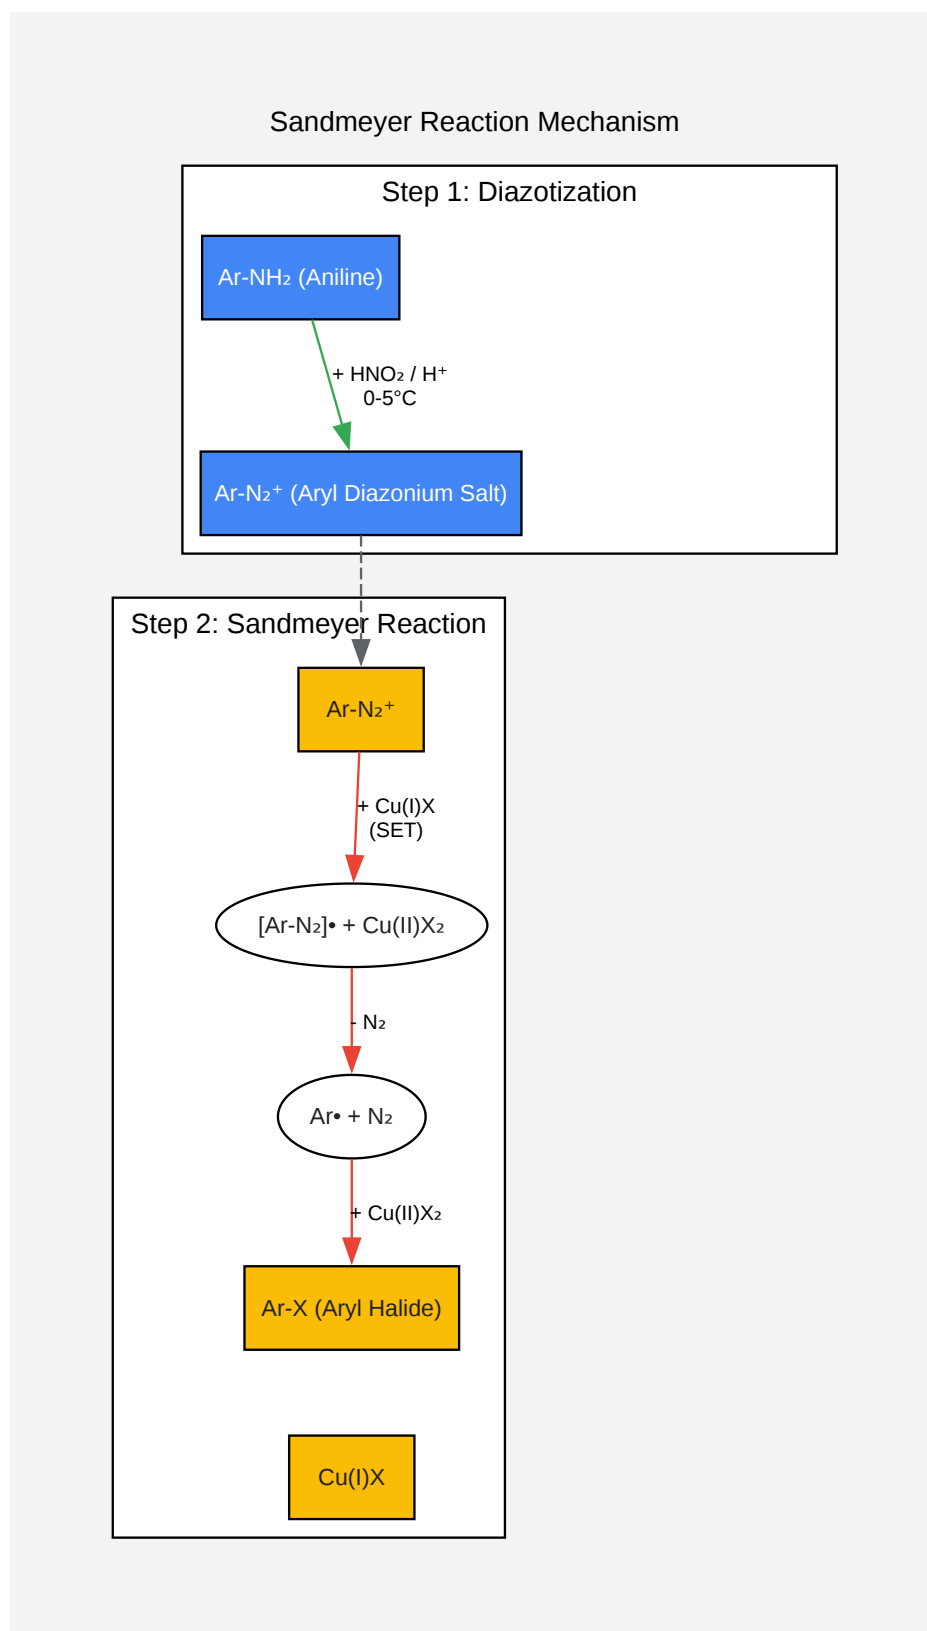 Sandmeyer Reaction Mechanism
Step 1: Diazotization
Ar-NH₂ (Aniline)
+ HNO₂ / H⁺
0-5°C
Ar-N₂⁺ (Aryl Diazonium Salt)
Step 2: Sandmeyer Reaction
Ar-N₂⁺
+ Cu(I)X
(SET)
[Ar-N₂]• + Cu(II)X₂
- N₂
Ar• + N₂
+ Cu(II)X₂
Ar-X (Aryl Halide)
Cu(I)X